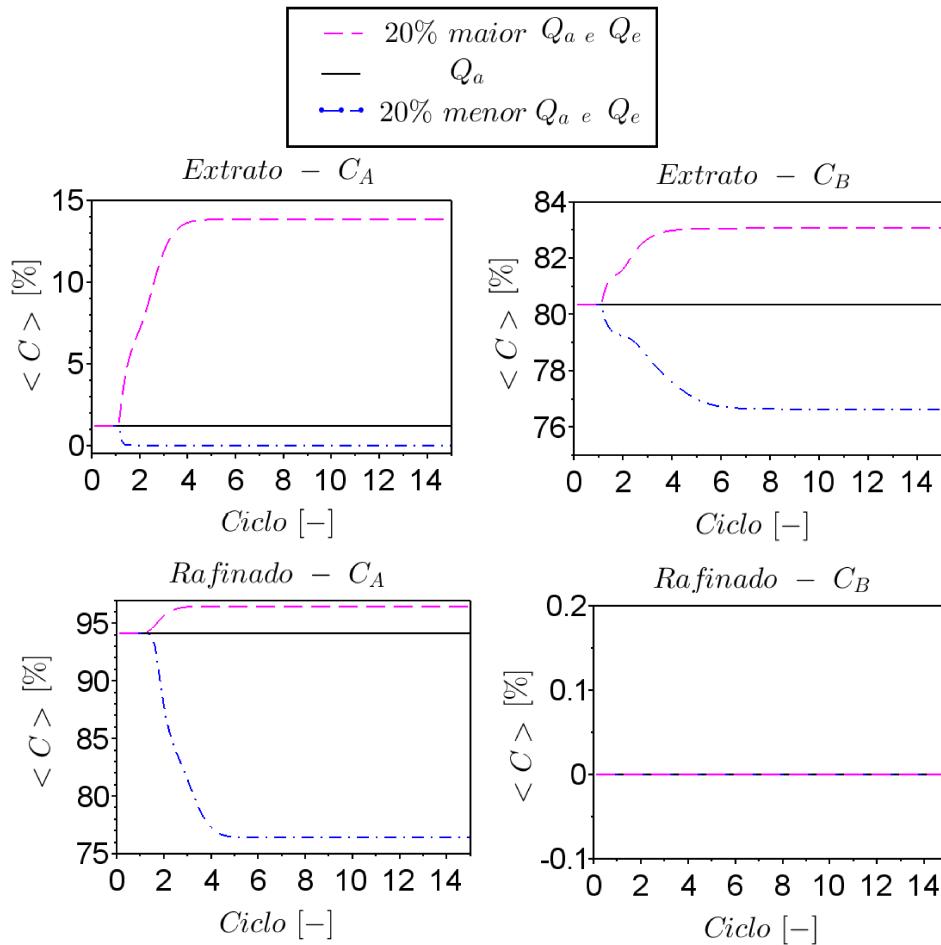 20% maior Q_a e Q_e
Q_a
20% menor Q_a e Q_e
Extrato − C_A
15
10
5
0
< C > [%]
0 2 4 6 8 10 12 14
Ciclo [−]
Extrato − C_B
84
82
80
78
76
< C > [%]
0 2 4 6 8 10 12 14
Ciclo [−]
Rafinado − C_A
95
90
85
80
75
< C > [%]
0 2 4 6 8 10 12 14
Ciclo [−]
Rafinado − C_B
0.2
0.1
0
-0.1
< C > [%]
0 2 4 6 8 10 12 14
Ciclo [−]